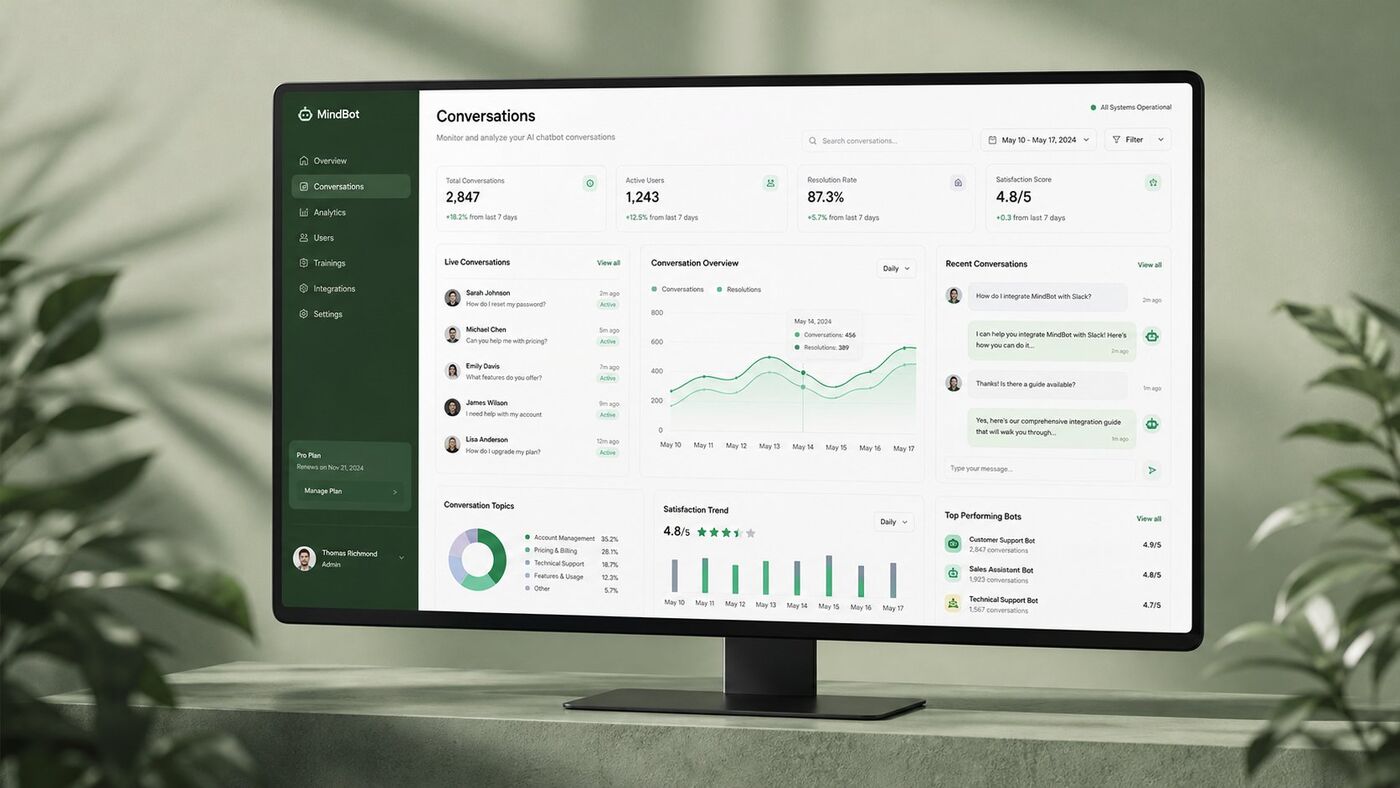 MindBot
Overview
Conversations
Analytics
Users
Trainings
Integrations
Settings
Pro Plan
Renews on Nov 21, 2024
Manage Plan
Thomas Richmond
Admin
Conversations
Monitor and analyze your AI chatbot conversations
All Systems Operational
Search conversations...
May 10 - May 17, 2024
Filter
Total Conversations
2,847
+18.2% from last 7 days
Active Users
1,243
+12.5% from last 7 days
Resolution Rate
87.3%
+5.7% from last 7 days
Satisfaction Score
4.8/5
+0.3 from last 7 days
Live Conversations
View all
Sarah Johnson
2m ago
How do I reset my password?
Active
Michael Chen
5m ago
Can you help me with pricing?
Active
Emily Davis
7m ago
What features do you offer?
Active
James Wilson
9m ago
I need help with my account
Active
Lisa Anderson
12m ago
How do I upgrade my plan?
Active
Conversation Overview
Daily
Conversations
Resolutions
800
600
400
200
0
May 14, 2024
Conversations: 456
Resolutions: 389
May 10 May 11 May 12 May 13 May 14 May 15 May 16 May 17
Recent Conversations
View all
How do I integrate MindBot with Slack?
2m ago
I can help you integrate MindBot with Slack! Here's
how you can do it...
2m ago
Thanks! Is there a guide available?
1m ago
Yes, here's our comprehensive integration guide
that will walk you through...
1m ago
Type your message...
Conversation Topics
Account Management 35.2%
Pricing & Billing 28.1%
Technical Support 18.7%
Features & Usage 12.3%
Other 5.7%
Satisfaction Trend
Daily
4.8/5
May 10 May 11 May 12 May 13 May 14 May 15 May 16 May 17
Top Performing Bots
View all
Customer Support Bot
2,847 conversations
4.9/5
Sales Assistant Bot
1,923 conversations
4.8/5
Technical Support Bot
1,567 conversations
4.7/5